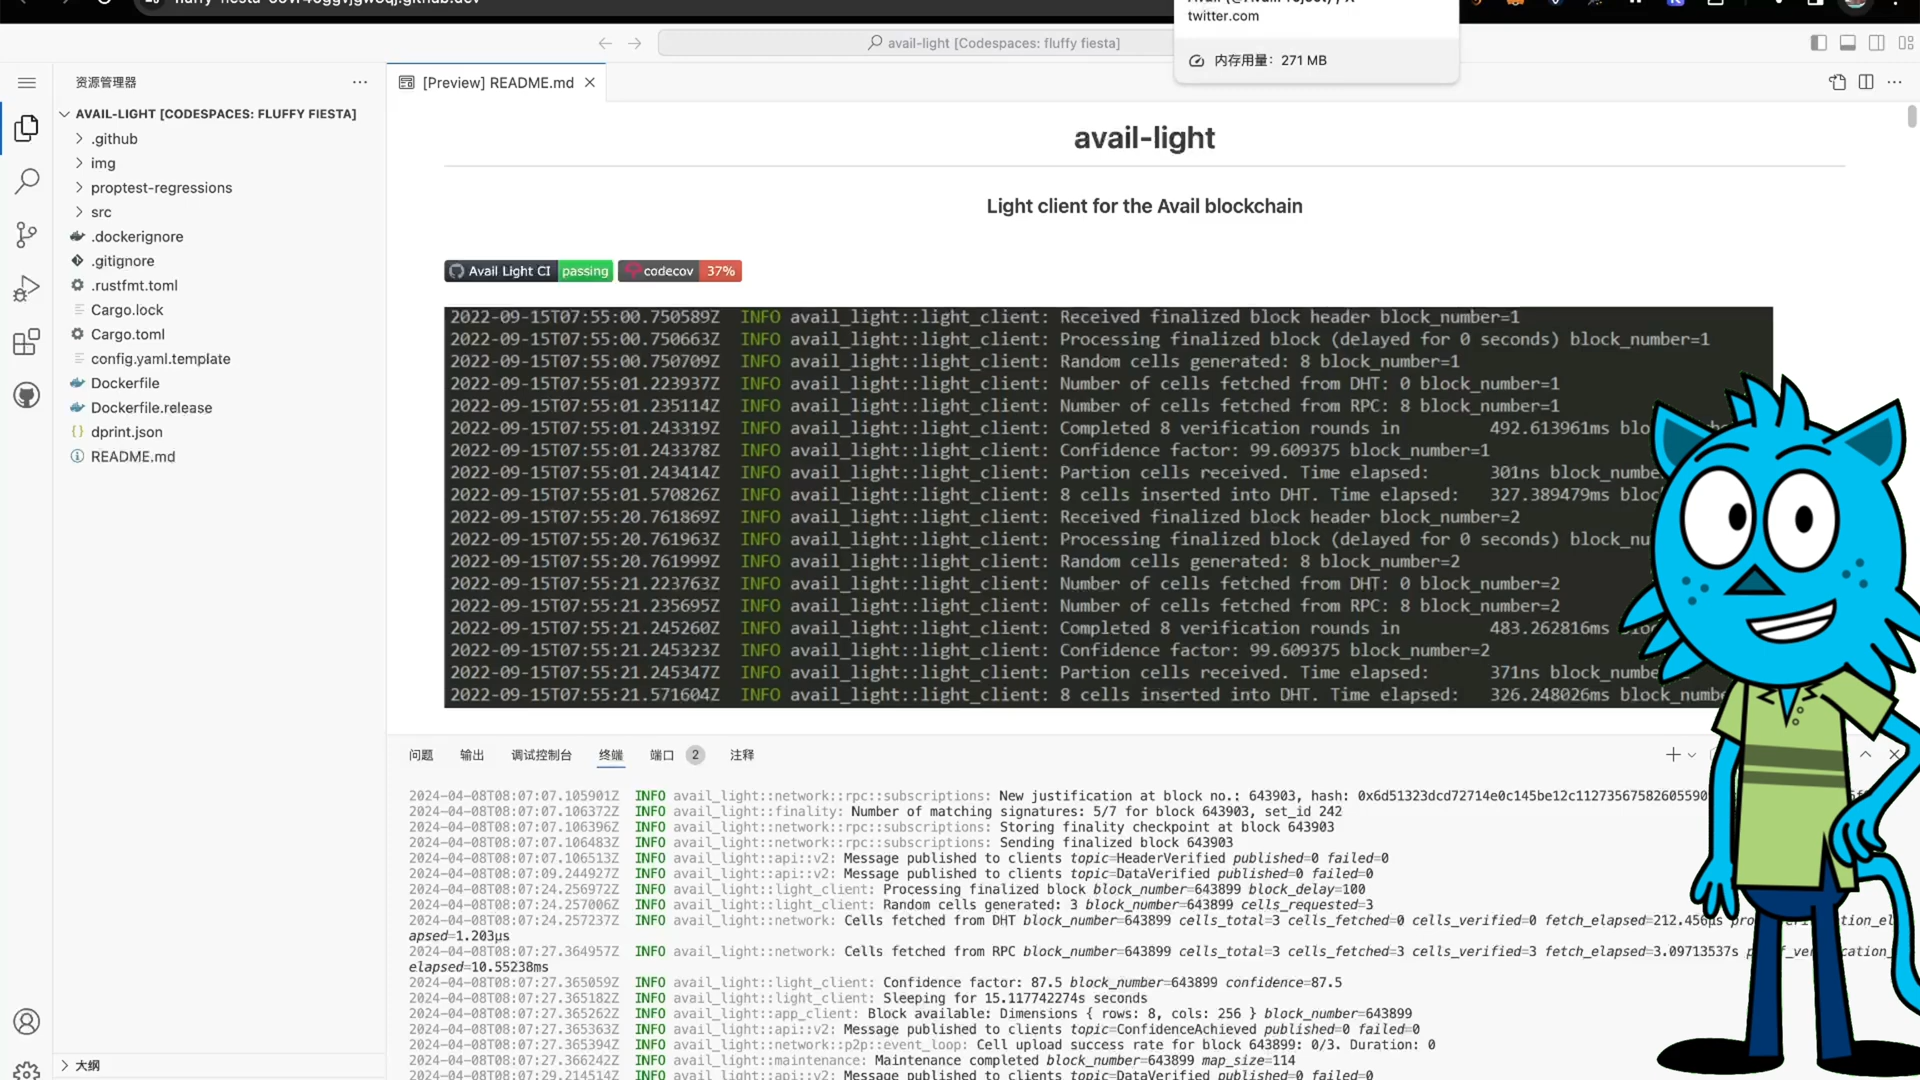 twitter.com
内存用量：271 MB
avail-light [Codespaces: fluffy fiesta]
资源管理器
[Preview] README.md
AVAIL-LIGHT [CODESPACES: FLUFFY FIESTA]
.github
img
proptest-regressions
src
.dockerignore
.gitignore
.rustfmt.toml
Cargo.lock
Cargo.toml
config.yaml.template
Dockerfile
Dockerfile.release
dprint.json
README.md
大纲
avail-light
Light client for the Avail blockchain
Avail Light CI passing codecov 37%
2022-09-15T07:55:00.750589Z INFO avail_light::light_client: Received finalized block header block_number=1
2022-09-15T07:55:00.750663Z INFO avail_light::light_client: Processing finalized block (delayed for 0 seconds) block_number=1
2022-09-15T07:55:00.750709Z INFO avail_light::light_client: Random cells generated: 8 block_number=1
2022-09-15T07:55:01.223937Z INFO avail_light::light_client: Number of cells fetched from DHT: 0 block_number=1
2022-09-15T07:55:01.235114Z INFO avail_light::light_client: Number of cells fetched from RPC: 8 block_number=1
2022-09-15T07:55:01.243319Z INFO avail_light::light_client: Completed 8 verification rounds in 492.613961ms
2022-09-15T07:55:01.243378Z INFO avail_light::light_client: Confidence factor: 99.609375 block_number=1
2022-09-15T07:55:01.243414Z INFO avail_light::light_client: Partion cells received. Time elapsed: 301ns block_numbe
2022-09-15T07:55:01.570826Z INFO avail_light::light_client: 8 cells inserted into DHT. Time elapsed: 327.389479ms bloc
2022-09-15T07:55:20.761869Z INFO avail_light::light_client: Received finalized block header block_number=2
2022-09-15T07:55:20.761963Z INFO avail_light::light_client: Processing finalized block (delayed for 0 seconds) block_nu
2022-09-15T07:55:20.761999Z INFO avail_light::light_client: Random cells generated: 8 block_number=2
2022-09-15T07:55:21.223763Z INFO avail_light::light_client: Number of cells fetched from DHT: 0 block_number=2
2022-09-15T07:55:21.235695Z INFO avail_light::light_client: Number of cells fetched from RPC: 8 block_number=2
2022-09-15T07:55:21.245260Z INFO avail_light::light_client: Completed 8 verification rounds in 483.262816ms
2022-09-15T07:55:21.245323Z INFO avail_light::light_client: Confidence factor: 99.609375 block_number=2
2022-09-15T07:55:21.245347Z INFO avail_light::light_client: Partion cells received. Time elapsed: 371ns block_numbe
2022-09-15T07:55:21.571604Z INFO avail_light::light_client: 8 cells inserted into DHT. Time elapsed: 326.248026ms block_numbe
问题 输出 调试控制台 终端 端口 2 注释
2024-04-08T08:07:07.105901Z INFO avail_light::network::rpc::subscriptions: New justification at block no.: 643903, hash: 0x6d51323dcd72714e0c145be12c11273567582605590
2024-04-08T08:07:07.106372Z INFO avail_light::finality: Number of matching signatures: 5/7 for block 643903, set_id 242
2024-04-08T08:07:07.106396Z INFO avail_light::network::rpc::subscriptions: Storing finality checkpoint at block 643903
2024-04-08T08:07:07.106483Z INFO avail_light::network::rpc::subscriptions: Sending finalized block 643903
2024-04-08T08:07:07.106513Z INFO avail_light::api::v2: Message published to clients topic=HeaderVerified published=0 failed=0
2024-04-08T08:07:09.244927Z INFO avail_light::api::v2: Message published to clients topic=DataVerified published=0 failed=0
2024-04-08T08:07:24.256972Z INFO avail_light::light_client: Processing finalized block block_number=643899 block_delay=100
2024-04-08T08:07:24.257006Z INFO avail_light::light_client: Random cells generated: 3 block_number=643899 cells_requested=3
2024-04-08T08:07:24.257237Z INFO avail_light::network: Cells fetched from DHT block_number=643899 cells_total=3 cells_fetched=0 cells_verified=0 fetch_elapsed=212.456µs
apsed=1.203µs
2024-04-08T08:07:27.364957Z INFO avail_light::network: Cells fetched from RPC block_number=643899 cells_total=3 cells_fetched=3 cells_verified=3 fetch_elapsed=3.09713537s
elapsed=10.55238ms
2024-04-08T08:07:27.365059Z INFO avail_light::light_client: Confidence factor: 87.5 block_number=643899 confidence=87.5
2024-04-08T08:07:27.365182Z INFO avail_light::light_client: Sleeping for 15.117742274s seconds
2024-04-08T08:07:27.365262Z INFO avail_light::app_client: Block available: Dimensions { rows: 8, cols: 256 } block_number=643899
2024-04-08T08:07:27.365363Z INFO avail_light::api::v2: Message published to clients topic=ConfidenceAchieved published=0 failed=0
2024-04-08T08:07:27.365394Z INFO avail_light::network::p2p::event_loop: Cell upload success rate for block 643899: 0/3. Duration: 0
2024-04-08T08:07:27.366242Z INFO avail_light::maintenance: Maintenance completed block_number=643899 map_size=114
2024-04-08T08:07:29.214514Z INFO avail_light::api::v2: Message published to clients topic=DataVerified published=0 failed=0